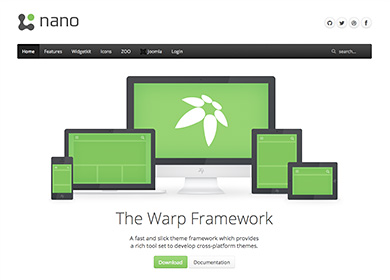 nano
Home Features Widgetkit Icons ZOO Joomla Login search...
The Warp Framework
A fast and slick theme framework which provides
a rich tool set to develop cross-platform themes.
Download Documentation